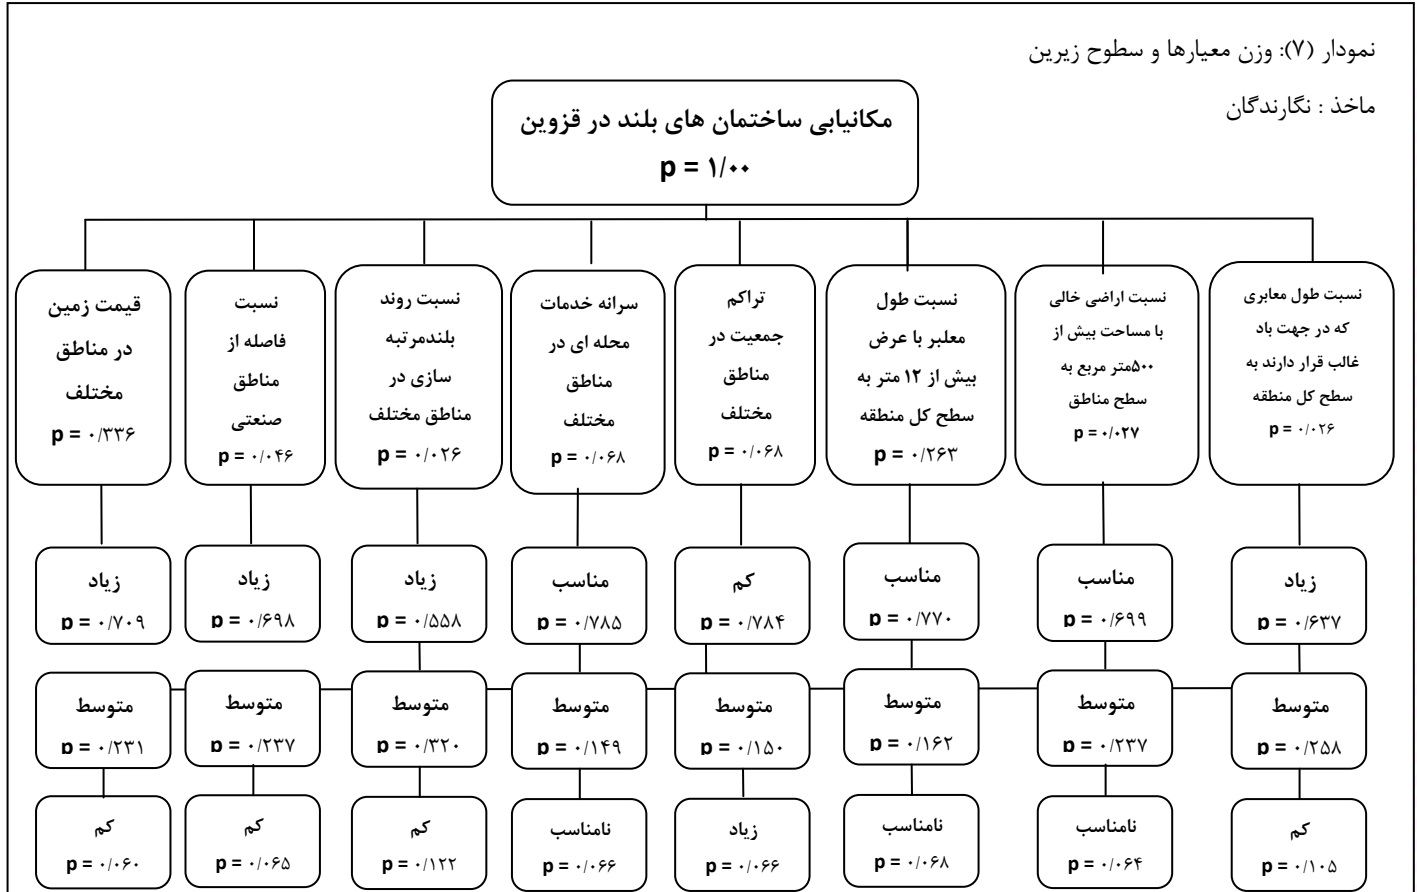 نمودار (۷): وزن معیارها و سطوح زیرین
ماخذ : نگارندگان
مکانیابی ساختمان های بلند در قزوین
p = ۱/۰۰
نسبت طول معابری
که در جهت باد
غالب قرار دارند به
سطح کل منطقه
p = ۰/۰۲۶
نسبت اراضی خالی
با مساحت بیش از
۵۰۰متر مربع به
سطح مناطق
p = ۰/۰۲۷
نسبت طول
معلبر با عرض
بیش از ۱۲ متر به
سطح کل منطقه
p = ۰/۲۶۳
تراکم
جمعیت در
مناطق
مختلف
p = ۰/۰۶۸
سرانه خدمات
محله ای در
مناطق
مختلف
p = ۰/۰۶۸
نسبت روند
بلندمرتبه
سازی در
مناطق مختلف
p = ۰/۰۲۶
نسبت
فاصله از
مناطق
صنعتی
p = ۰/۰۴۶
قیمت زمین
در مناطق
مختلف
p = ۰/۳۳۶
زیاد
p = ۰/۶۳۷
مناسب
p = ۰/۶۹۹
مناسب
p = ۰/۷۷۰
کم
p = ۰/۷۸۴
مناسب
p = ۰/۷۸۵
زیاد
p = ۰/۵۵۸
زیاد
p = ۰/۶۹۸
زیاد
p = ۰/۷۰۹
متوسط
p = ۰/۲۵۸
متوسط
p = ۰/۲۳۷
متوسط
p = ۰/۱۶۲
متوسط
p = ۰/۱۵۰
متوسط
p = ۰/۱۴۹
متوسط
p = ۰/۳۲۰
متوسط
p = ۰/۲۳۷
متوسط
p = ۰/۲۳۱
کم
p = ۰/۱۰۵
نامناسب
p = ۰/۰۶۴
نامناسب
p = ۰/۰۶۸
زیاد
p = ۰/۰۶۶
نامناسب
p = ۰/۰۶۶
کم
p = ۰/۱۲۲
کم
p = ۰/۰۶۵
کم
p = ۰/۰۶۰